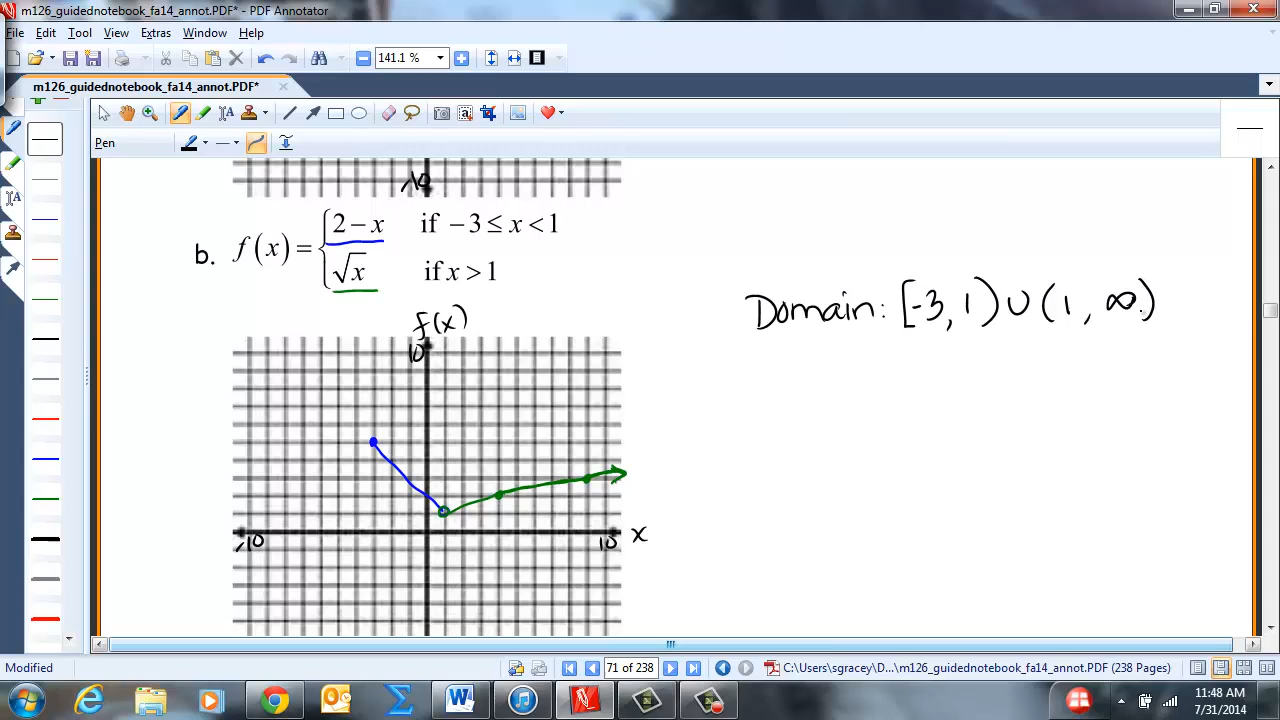 m126_guidednotebook_fa14_annot.PDF* - PDF Annotator
File Edit Tool View Extras Window Help
141.1 %
m126_guidednotebook_fa14_annot.PDF*
Pen
-10
b. f(x) = { 2 − x if −3 ≤ x < 1
√x if x > 1
Domain: [-3, 1) ∪ (1, ∞)
f(x)
10
-10 10 x
Modified 71 of 238 C:\Users\sgracey\D...\m126_guidednotebook_fa14_annot.PDF (238 Pages)
11:48 AM
7/31/2014